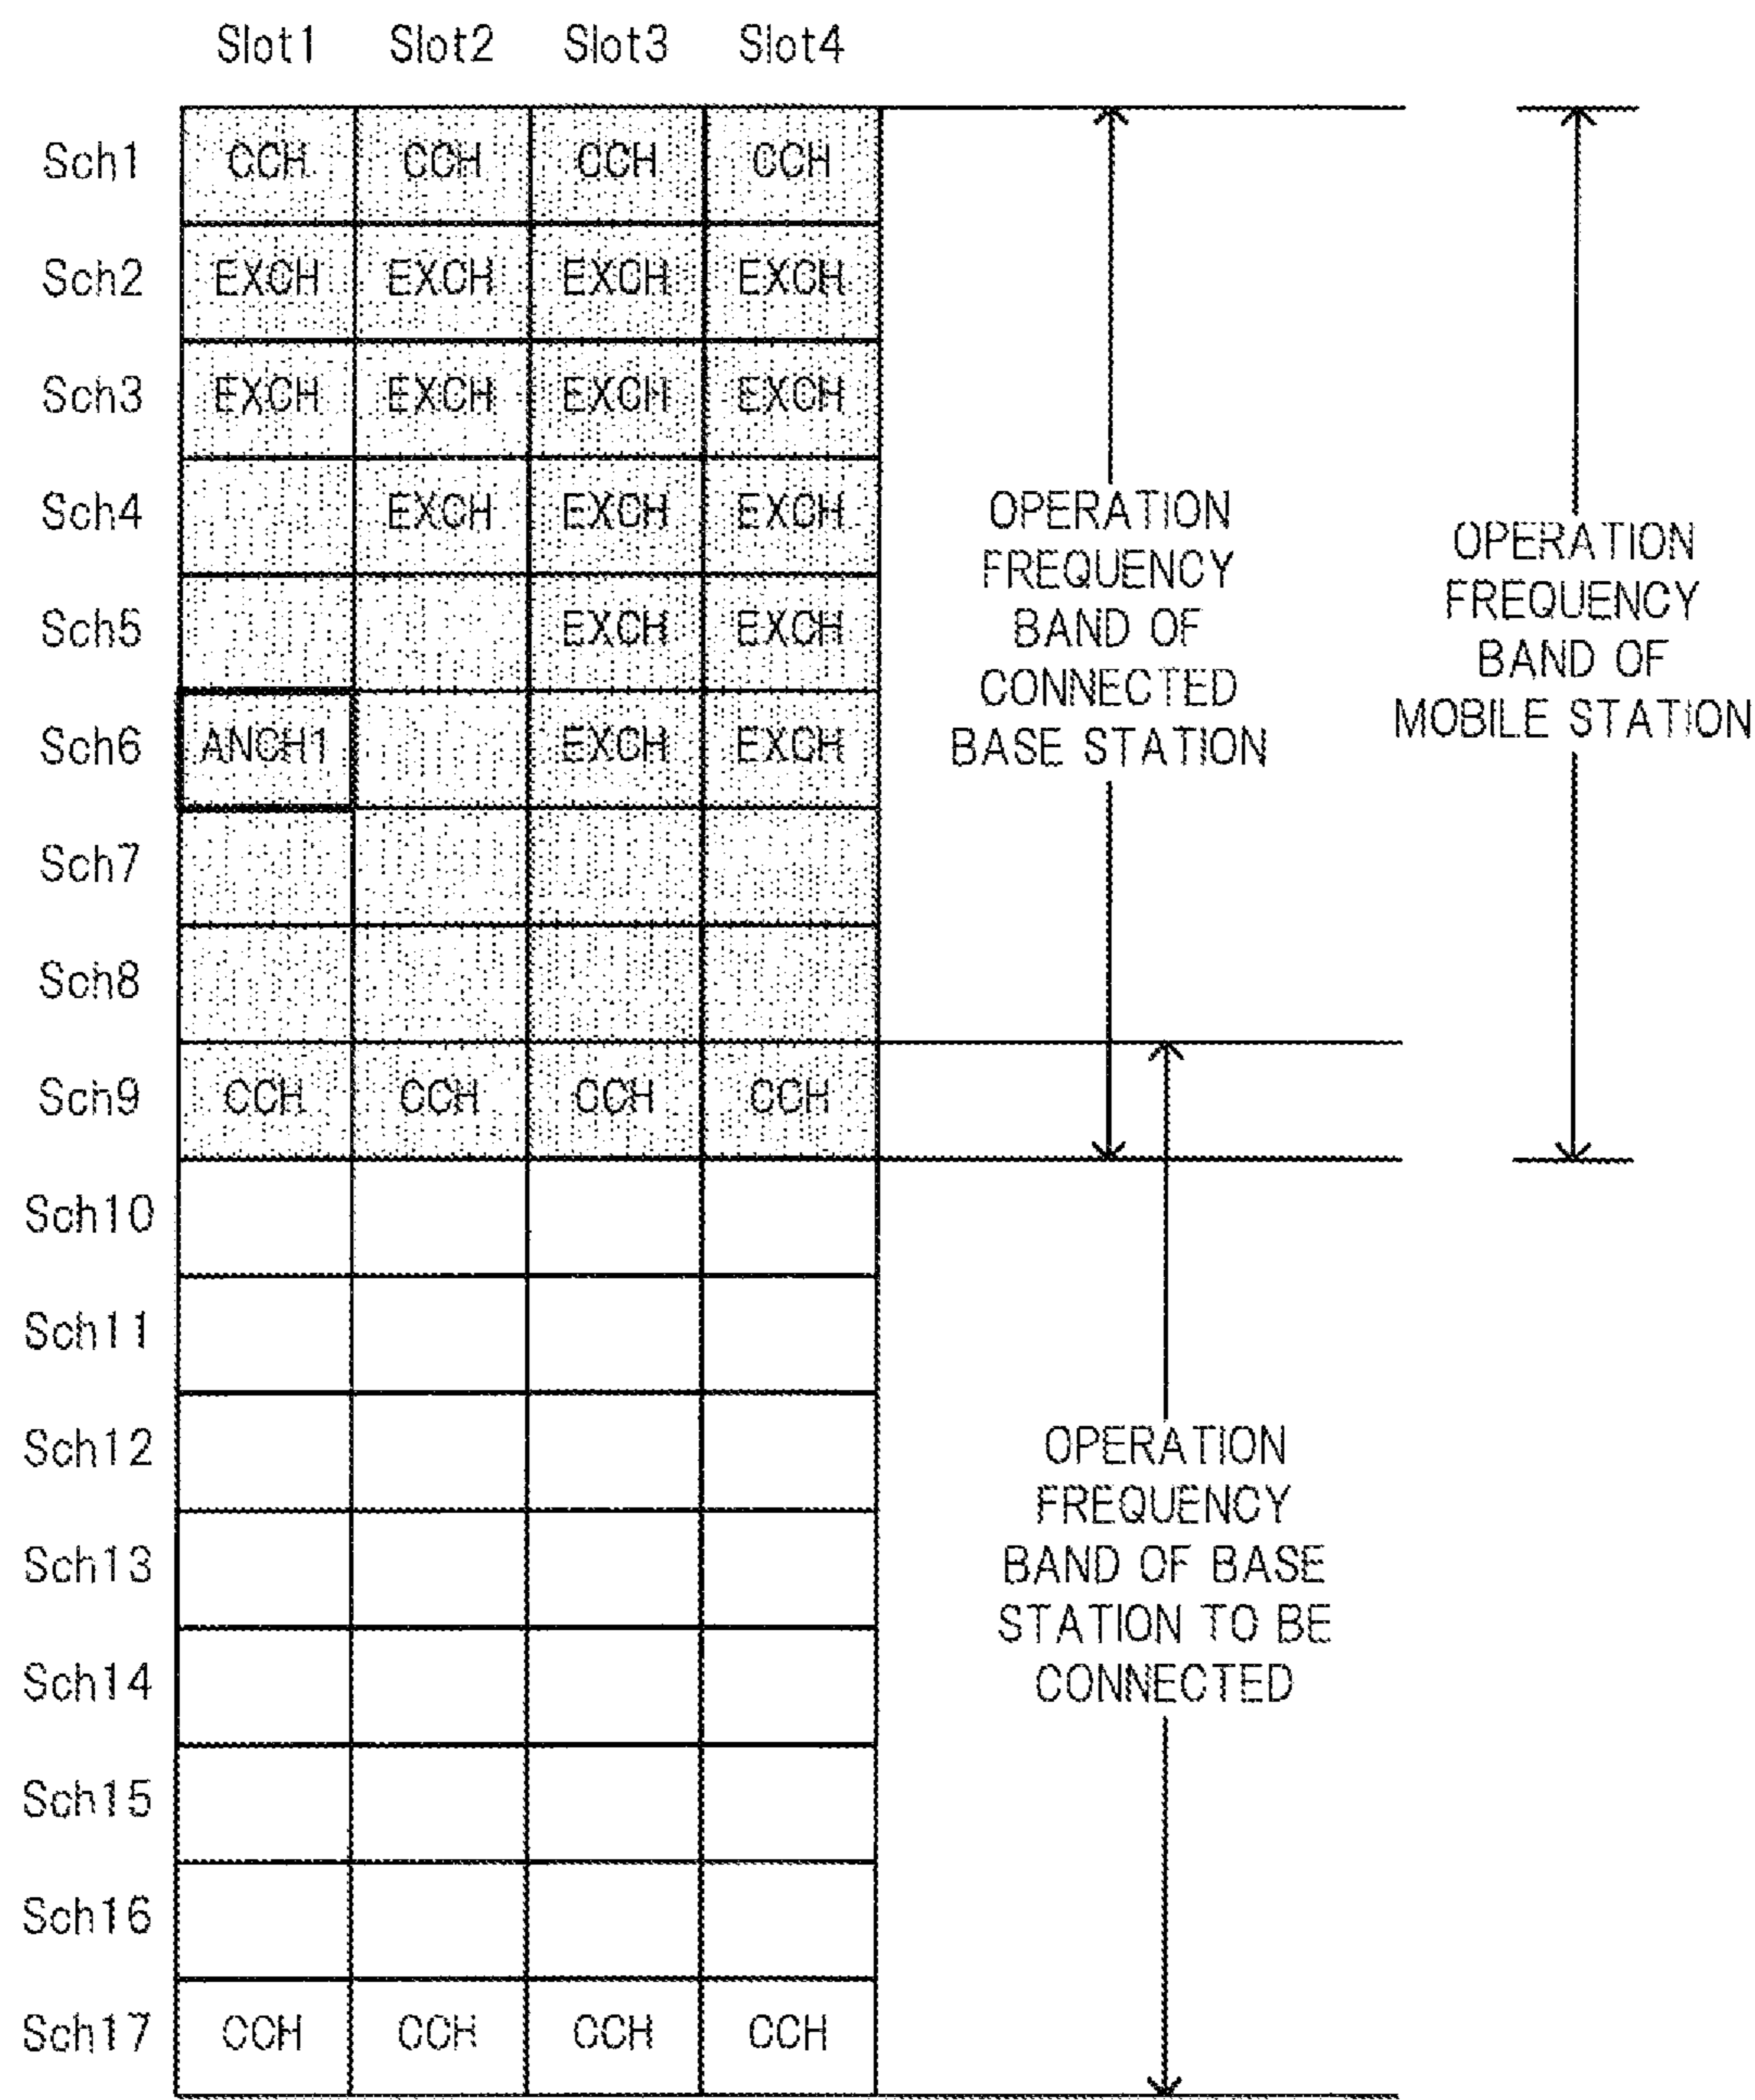 Slot1 Slot2 Slot3 Slot4
Sch1 CCH CCH CCH CCH
Sch2 EXCH EXCH EXCH EXCH
Sch3 EXCH EXCH EXCH EXCH
Sch4 EXCH EXCH EXCH
Sch5 EXCH EXCH
Sch6 ANCH1 EXCH EXCH
Sch7
Sch8
Sch9 CCH CCH CCH CCH
Sch10
Sch11
Sch12
Sch13
Sch14
Sch15
Sch16
Sch17 CCH CCH CCH CCH
OPERATION
FREQUENCY
BAND OF
CONNECTED
BASE STATION
OPERATION
FREQUENCY
BAND OF
MOBILE STATION
OPERATION
FREQUENCY
BAND OF BASE
STATION TO BE
CONNECTED